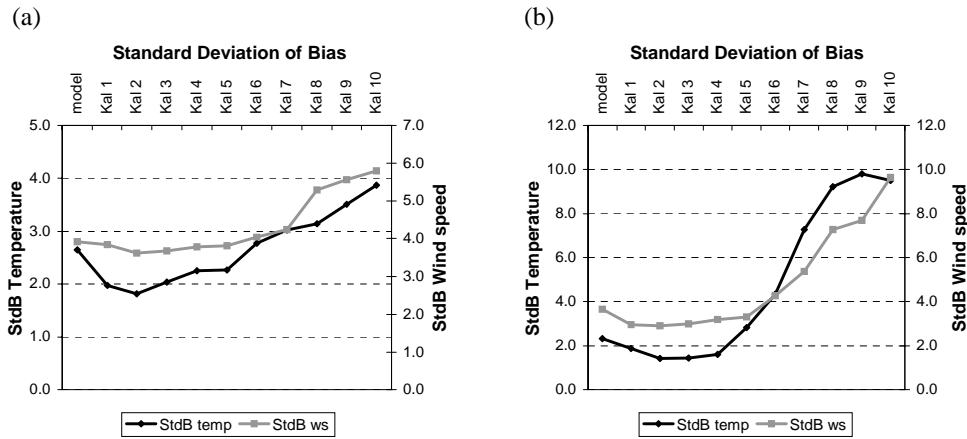 (a)
Standard Deviation of Bias
model
Kal 1
Kal 2
Kal 3
Kal 4
Kal 5
Kal 6
Kal 7
Kal 8
Kal 9
Kal 10
StdB Temperature
5.0
4.0
3.0
2.0
1.0
0.0
7.0
6.0
5.0
4.0
3.0
2.0
1.0
0.0
StdB Wind speed
StdB temp
StdB ws
(b)
Standard Deviation of Bias
model
Kal 1
Kal 2
Kal 3
Kal 4
Kal 5
Kal 6
Kal 7
Kal 8
Kal 9
Kal 10
StdB Temperature
12.0
10.0
8.0
6.0
4.0
2.0
0.0
12.0
10.0
8.0
6.0
4.0
2.0
0.0
StdB Wind speed
StdB temp
StdB ws